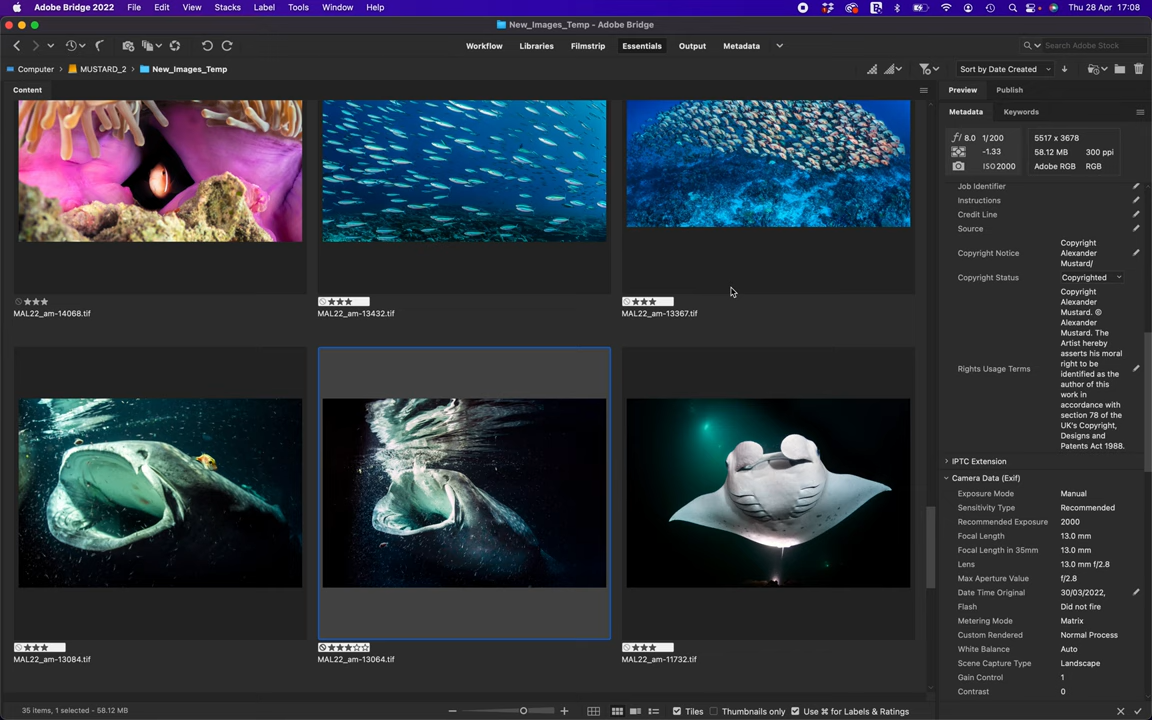 Adobe Bridge 2022 File Edit View Stacks Label Tools Window Help Thu 28 Apr 17:08
New_Images_Temp - Adobe Bridge
Workflow Libraries Filmstrip Essentials Output Metadata Search Adobe Stock
Computer MUSTARD_2 New_Images_Temp Sort by Date Created
Content
MAL22_am-14068.tif
MAL22_am-13432.tif
MAL22_am-13367.tif
MAL22_am-13084.tif
MAL22_am-13064.tif
MAL22_am-11732.tif
Preview Publish
Metadata Keywords
f/ 8.0 1/200
-1.33
ISO2000
5517 x 3678
58.12 MB 300 ppi
Adobe RGB RGB
Job Identifier
Instructions
Credit Line
Source
Copyright Notice
Copyright
Alexander
Mustard/
Copyright Status Copyrighted
Rights Usage Terms
Copyright
Alexander
Mustard. ©
Alexander
Mustard. The
Artist hereby
asserts his moral
right to be
identified as the
author of this
work in
accordance with
section 78 of the
UK's Copyright,
Designs and
Patents Act 1988.
IPTC Extension
Camera Data (Exif)
Exposure Mode Manual
Sensitivity Type Recommended
Recommended Exposure 2000
Focal Length 13.0 mm
Focal Length in 35mm 13.0 mm
Lens 13.0 mm f/2.8
Max Aperture Value f/2.8
Date Time Original 30/03/2022,
Flash Did not fire
Metering Mode Matrix
Custom Rendered Normal Process
White Balance Auto
Scene Capture Type Landscape
Gain Control 1
Contrast 0
35 items, 1 selected - 58.12 MB
Tiles Thumbnails only Use ⌘ for Labels & Ratings